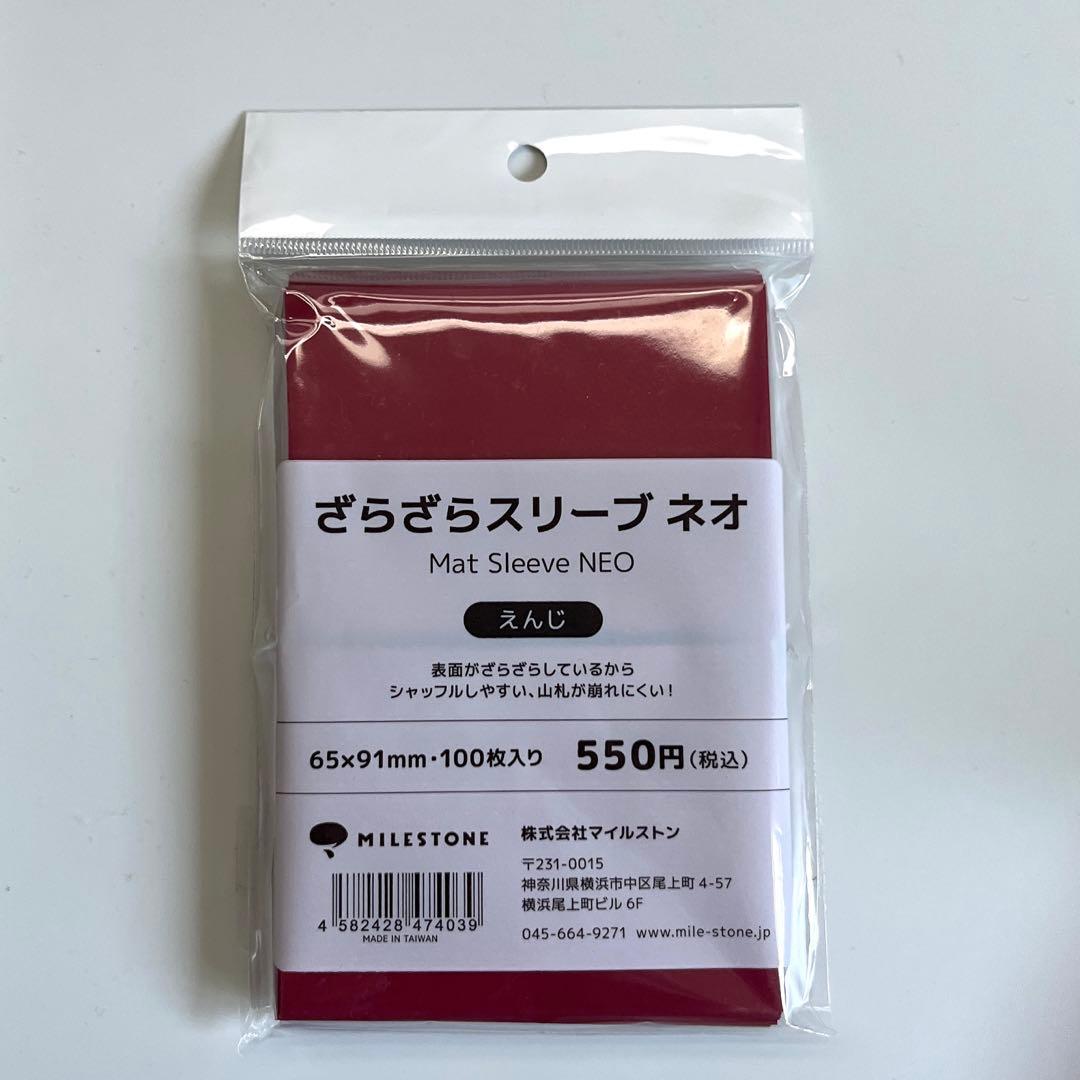 ざらざらスリーブ ネオ
Mat Sleeve NEO
えんじ
表面がざらざらしているから
シャッフルしやすい、山札が崩れにくい！
65×91mm・100枚入り 550円(税込)
MILESTONE
4 582428 474039
MADE IN TAIWAN
株式会社マイルストン
〒231-0015
神奈川県横浜市中区尾上町 4-57
横浜尾上町ビル 6F
045-664-9271 www.mile-stone.jp